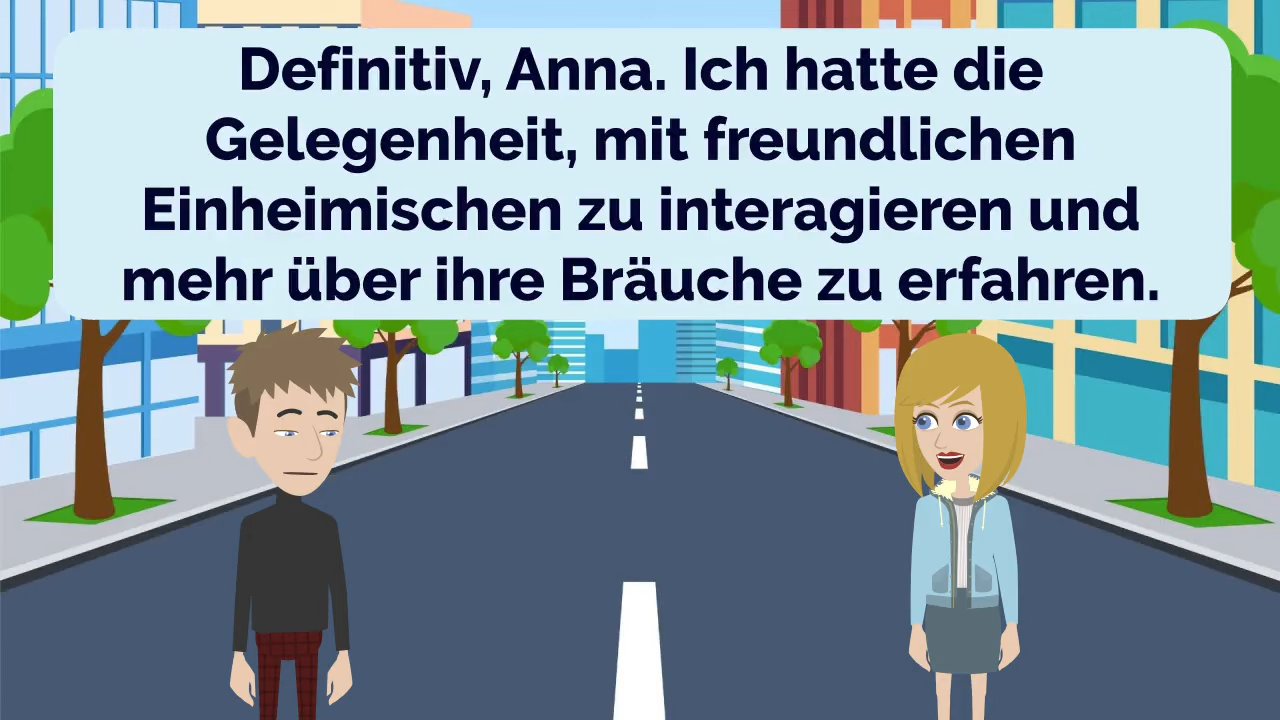 Definitiv, Anna. Ich hatte die
Gelegenheit, mit freundlichen
Einheimischen zu interagieren und
mehr über ihre Bräuche zu erfahren.